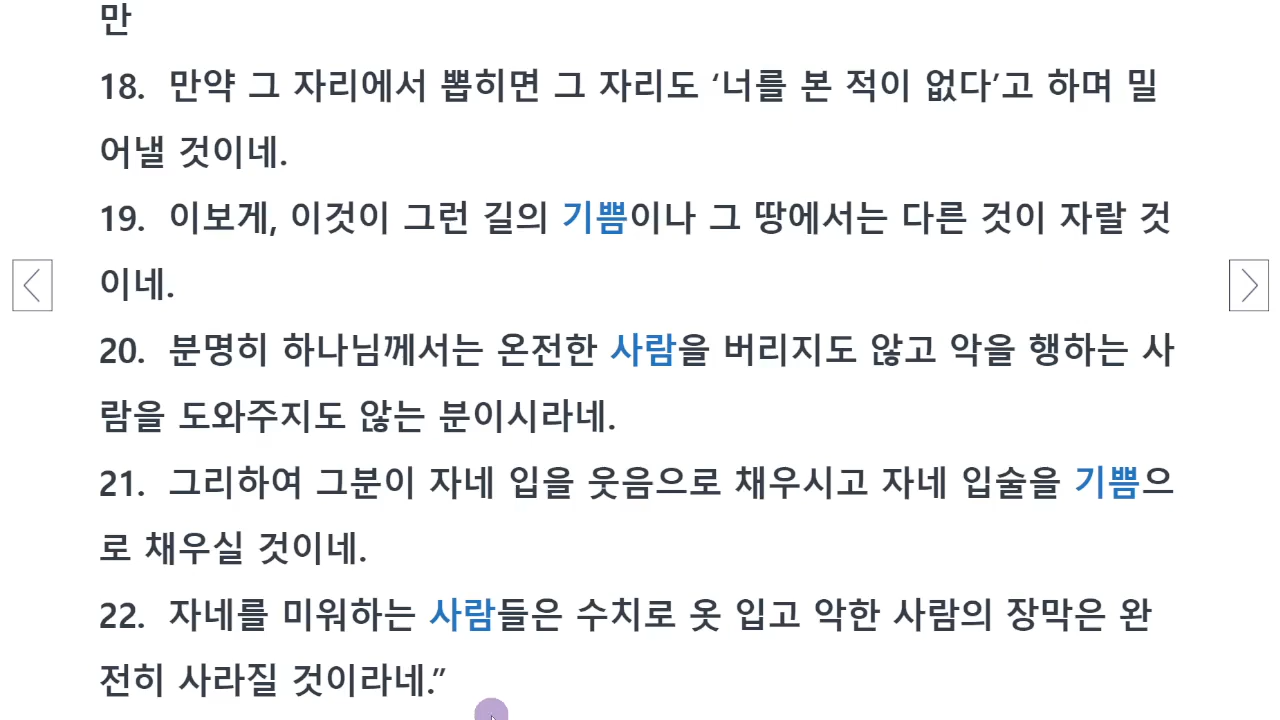 만
18. 만약 그 자리에서 뽑히면 그 자리도 ‘너를 본 적이 없다’고 하며 밀
어낼 것이네.
19. 이보게, 이것이 그런 길의 기쁨이나 그 땅에서는 다른 것이 자랄 것
이네.
20. 분명히 하나님께서는 온전한 사람을 버리지도 않고 악을 행하는 사
람을 도와주지도 않는 분이시라네.
21. 그리하여 그분이 자네 입을 웃음으로 채우시고 자네 입술을 기쁨으
로 채우실 것이네.
22. 자네를 미워하는 사람들은 수치로 옷 입고 악한 사람의 장막은 완
전히 사라질 것이라네.”